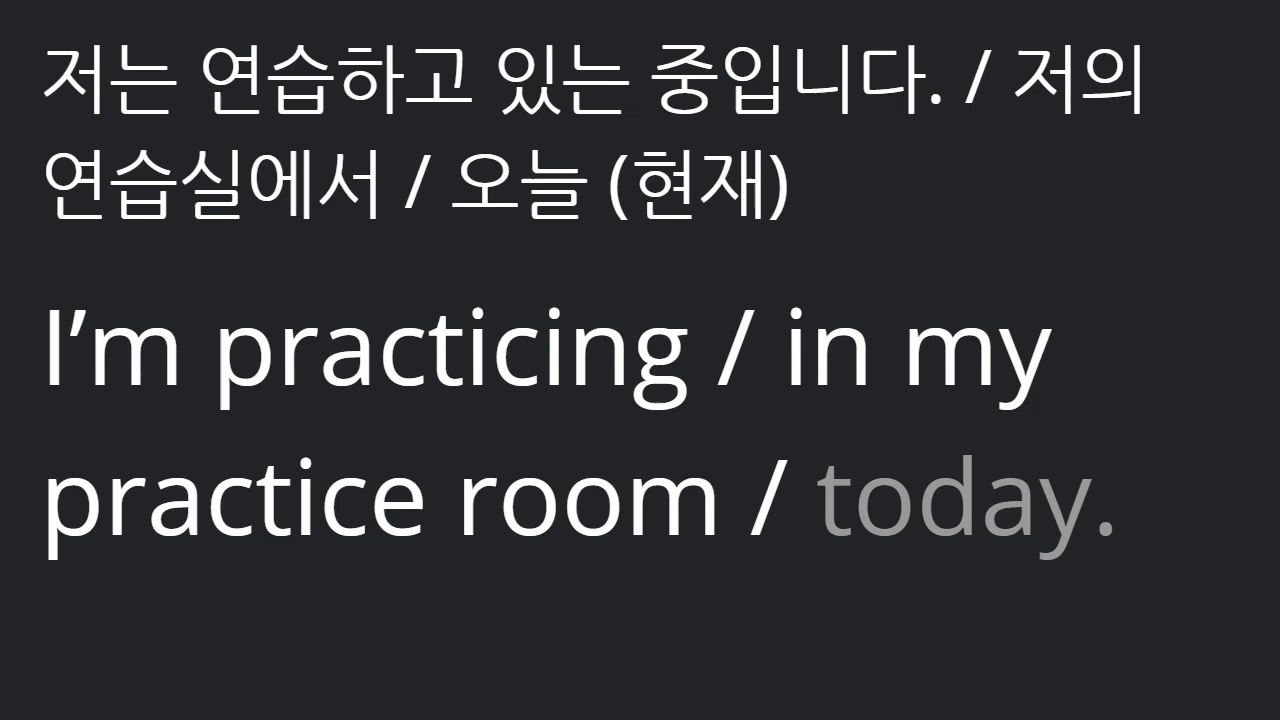 저는 연습하고 있는 중입니다. / 저의
연습실에서 / 오늘 (현재)
I’m practicing / in my
practice room / today.